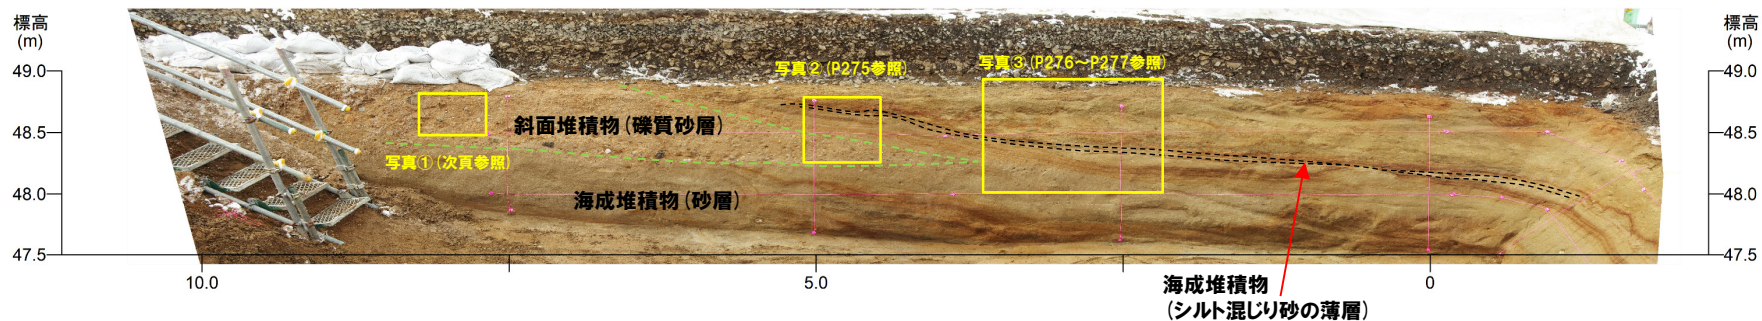 標高
(m)
標高
(m)
49.0
48.5
48.0
47.5
49.0
48.5
48.0
47.5
写真②(P275参照)
写真③(P276～P277参照)
斜面堆積物(礫質砂層)
写真①(次頁参照)
海成堆積物(砂層)
10.0
5.0
0
海成堆積物
(シルト混じり砂の薄層)